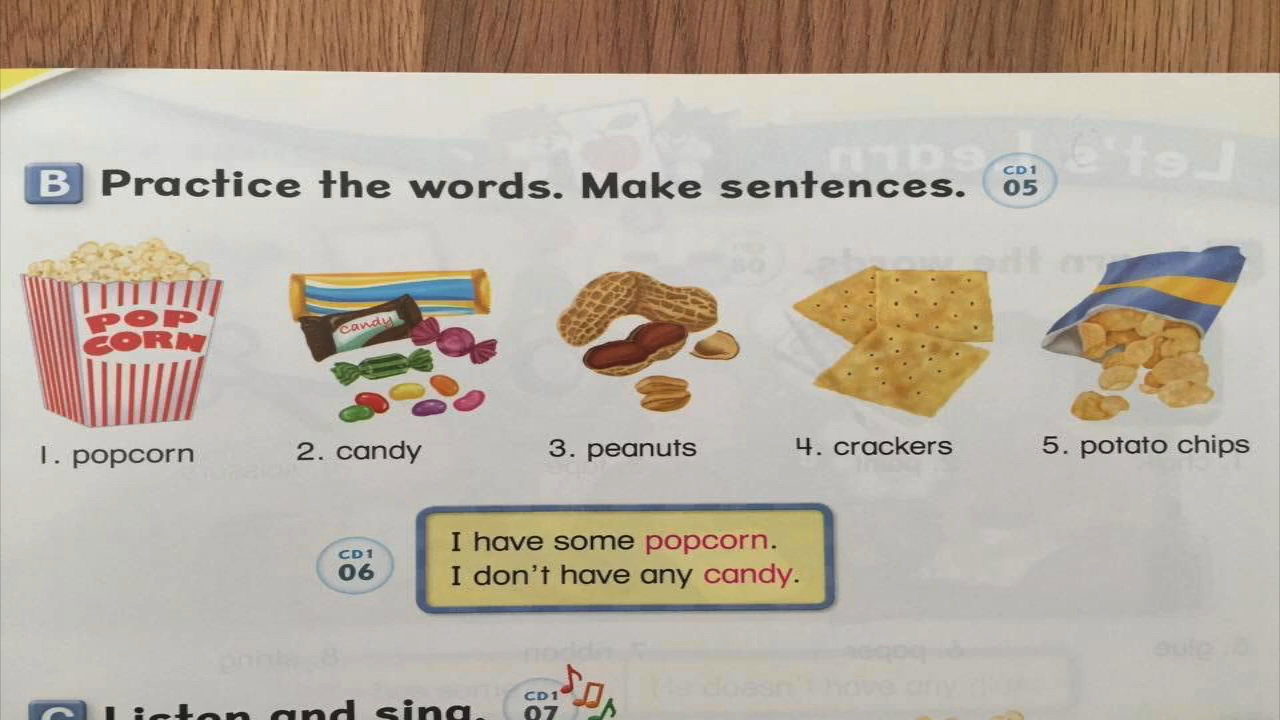 B Practice the words. Make sentences. CD1 05
POP CORN
candy
1. popcorn
2. candy
3. peanuts
4. crackers
5. potato chips
CD1 06
I have some popcorn.
I don't have any candy.
C Listen and sing. CD1 07